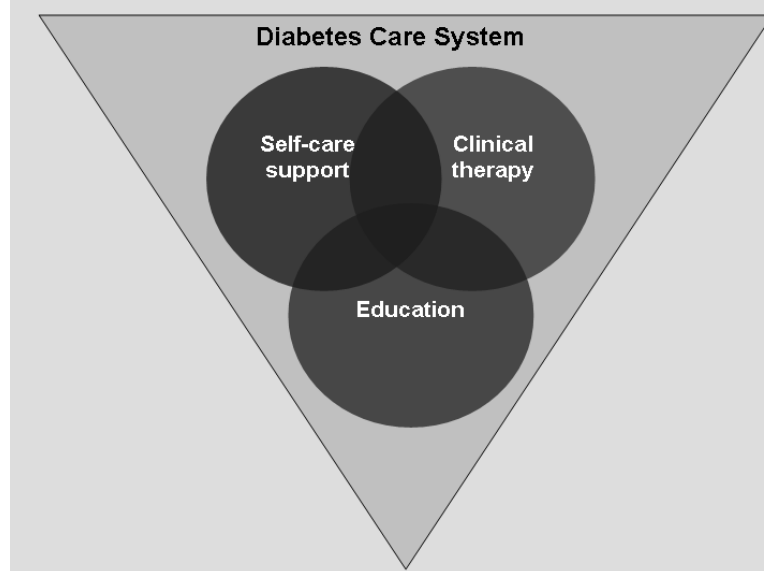 Diabetes Care System
Self-care
support
Clinical
therapy
Education